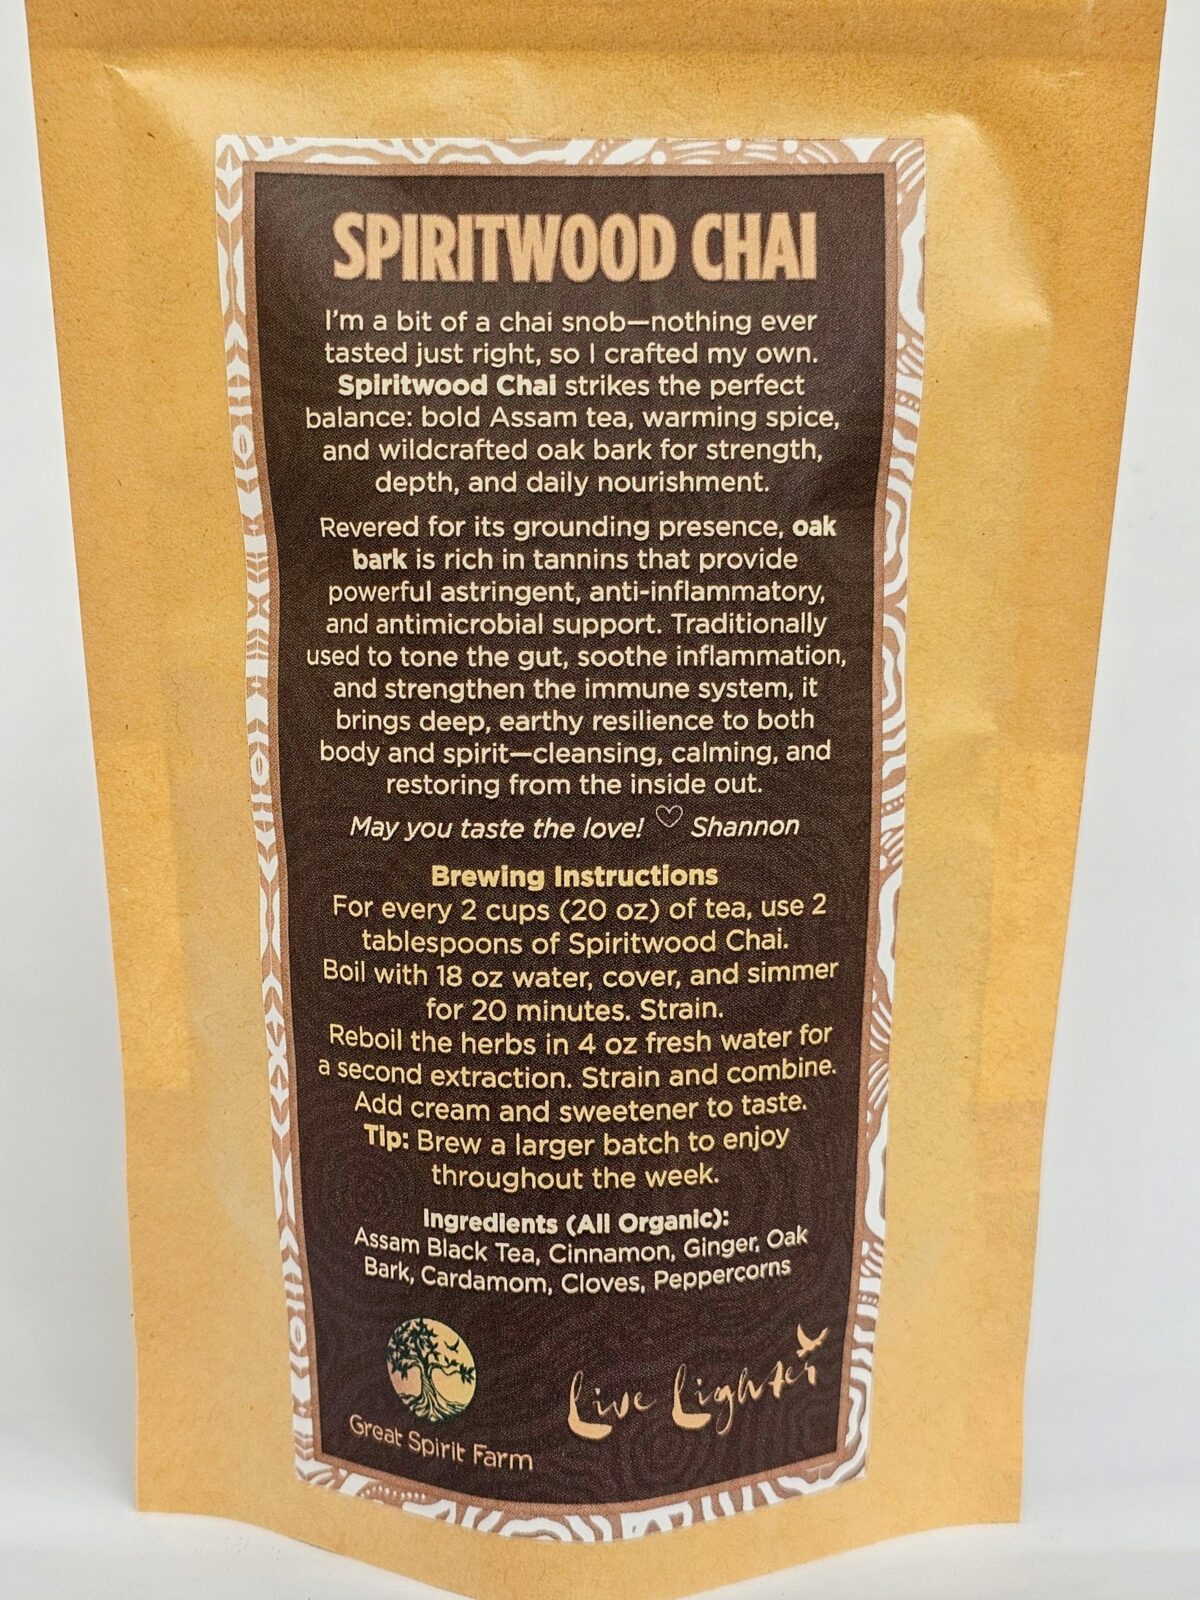 SPIRITWOOD CHAI
I'm a bit of a chai snob—nothing ever
tasted just right, so I crafted my own.
Spiritwood Chai strikes the perfect
balance: bold Assam tea, warming spice,
and wildcrafted oak bark for strength,
depth, and daily nourishment.
Revered for its grounding presence, oak
bark is rich in tannins that provide
powerful astringent, anti-inflammatory,
and antimicrobial support. Traditionally
used to tone the gut, soothe inflammation,
and strengthen the immune system, it
brings deep, earthy resilience to both
body and spirit—cleansing, calming, and
restoring from the inside out.
May you taste the love! ♡ Shannon
Brewing Instructions
For every 2 cups (20 oz) of tea, use 2
tablespoons of Spiritwood Chai.
Boil with 18 oz water, cover, and simmer
for 20 minutes. Strain.
Reboil the herbs in 4 oz fresh water for
a second extraction. Strain and combine.
Add cream and sweetener to taste.
Tip: Brew a larger batch to enjoy
throughout the week.
Ingredients (All Organic):
Assam Black Tea, Cinnamon, Ginger, Oak
Bark, Cardamom, Cloves, Peppercorns
Great Spirit Farm
Live Lighter